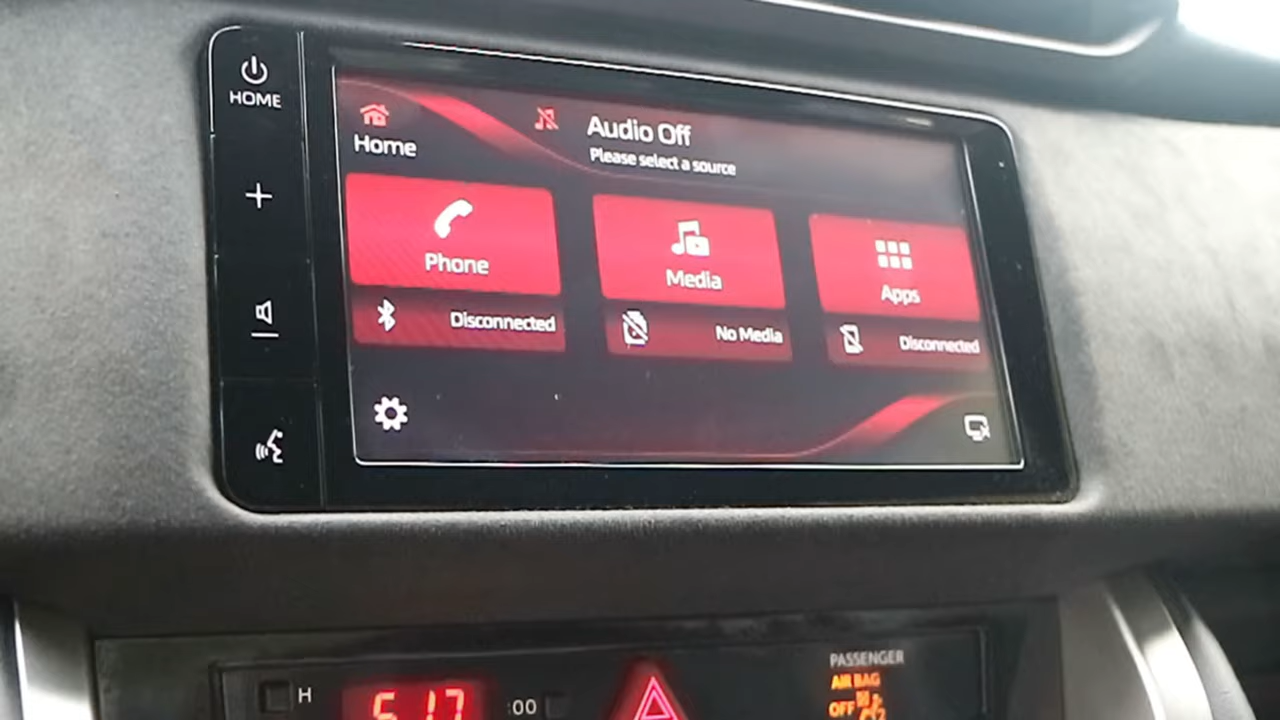 HOME
Home
Audio Off
Please select a source
Phone
Media
Apps
Disconnected
No Media
Disconnected
H
5:17
:00
PASSENGER
AIR BAG
OFF